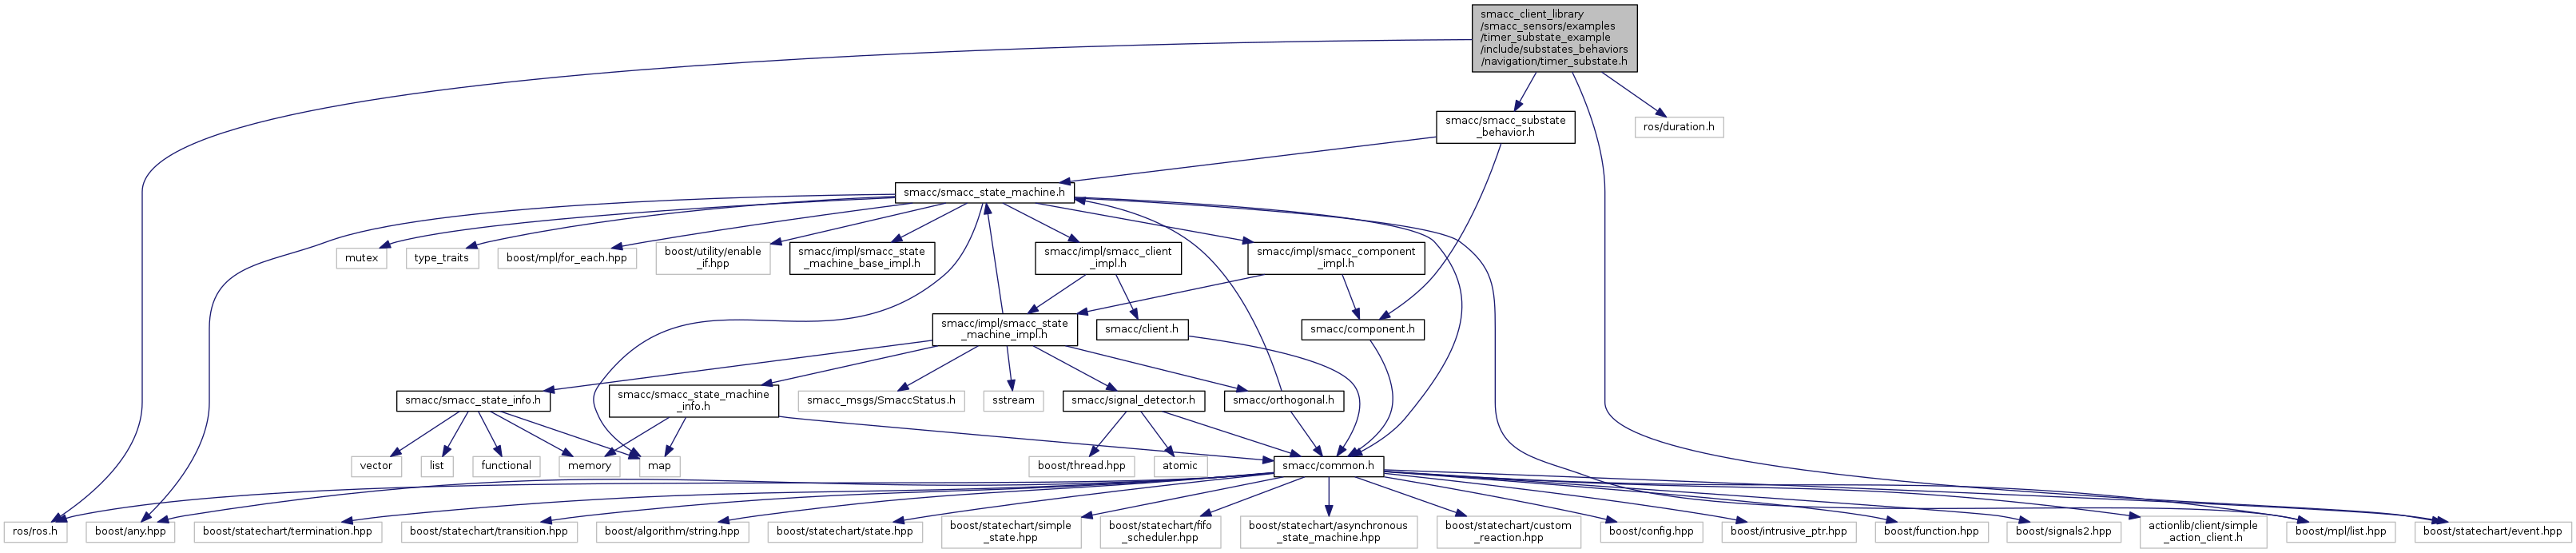 smacc_client_library
/smacc_sensors/examples
/timer_substate_example
/include/substates_behaviors
/navigation/timer_substate.h
smacc/smacc_substate
_behavior.h
ros/duration.h
smacc/smacc_state_machine.h
mutex
type_traits
boost/mpl/for_each.hpp
boost/utility/enable
_if.hpp
smacc/impl/smacc_state
_machine_base_impl.h
smacc/impl/smacc_client
_impl.h
smacc/impl/smacc_component
_impl.h
smacc/impl/smacc_state
_machine_impl.h
smacc/client.h
smacc/component.h
smacc/smacc_state_info.h
smacc/smacc_state_machine
_info.h
smacc_msgs/SmaccStatus.h
sstream
smacc/signal_detector.h
smacc/orthogonal.h
vector
list
functional
memory
map
boost/thread.hpp
atomic
smacc/common.h
ros/ros.h
boost/any.hpp
boost/statechart/termination.hpp
boost/statechart/transition.hpp
boost/algorithm/string.hpp
boost/statechart/state.hpp
boost/statechart/simple
_state.hpp
boost/statechart/fifo
_scheduler.hpp
boost/statechart/asynchronous
_state_machine.hpp
boost/statechart/custom
_reaction.hpp
boost/config.hpp
boost/intrusive_ptr.hpp
boost/function.hpp
boost/signals2.hpp
actionlib/client/simple
_action_client.h
boost/mpl/list.hpp
boost/statechart/event.hpp